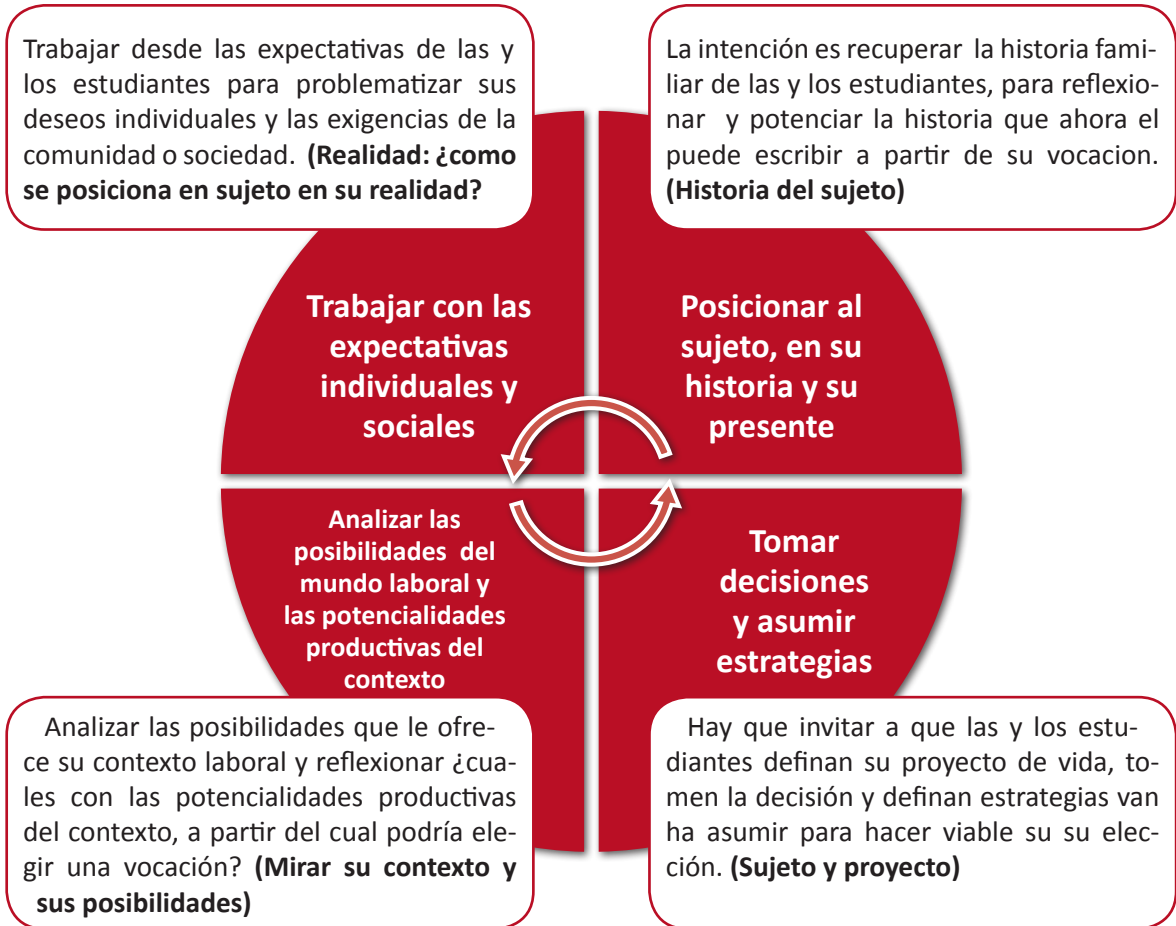 Trabajar desde las expectativas de las y
los estudiantes para problematizar sus
deseos individuales y las exigencias de la
comunidad o sociedad. (Realidad: ¿como
se posiciona en sujeto en su realidad?
La intención es recuperar la historia fami-
liar de las y los estudiantes, para reflexio-
nar y potenciar la historia que ahora el
puede escribir a partir de su vocacion.
(Historia del sujeto)
Trabajar con las
expectativas
individuales y
sociales
Posicionar al
sujeto, en su
historia y su
presente
Analizar las
posibilidades del
mundo laboral y
las potencialidades
productivas del
contexto
Tomar
decisiones
y asumir
estrategias
Analizar las posibilidades que le ofre-
ce su contexto laboral y reflexionar ¿cua-
les con las potencialidades productivas
del contexto, a partir del cual podría ele-
gir una vocación? (Mirar su contexto y
sus posibilidades)
Hay que invitar a que las y los estu-
diantes definan su proyecto de vida, to-
men la decisión y definan estrategias van
ha asumir para hacer viable su su elec-
ción. (Sujeto y proyecto)